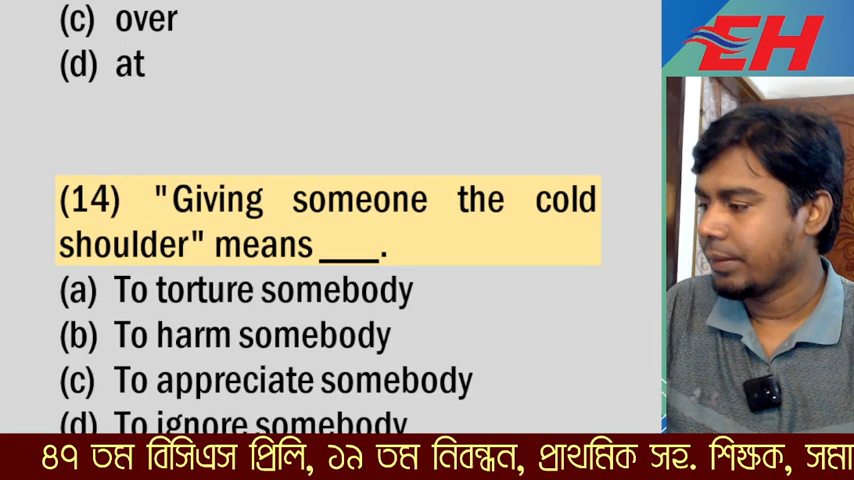 (c) over
(d) at
EH
(14) "Giving someone the cold
shoulder" means ____.
(a) To torture somebody
(b) To harm somebody
(c) To appreciate somebody
(d) To ignore somebody
৪৭ তম বিসিএস প্রিলি, ১৯ তম নিবন্ধন, প্রাথমিক সহ. শিক্ষক, সমা